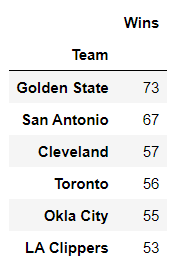 Wins
Team
Golden State 73
San Antonio 67
Cleveland 57
Toronto 56
Okla City 55
LA Clippers 53